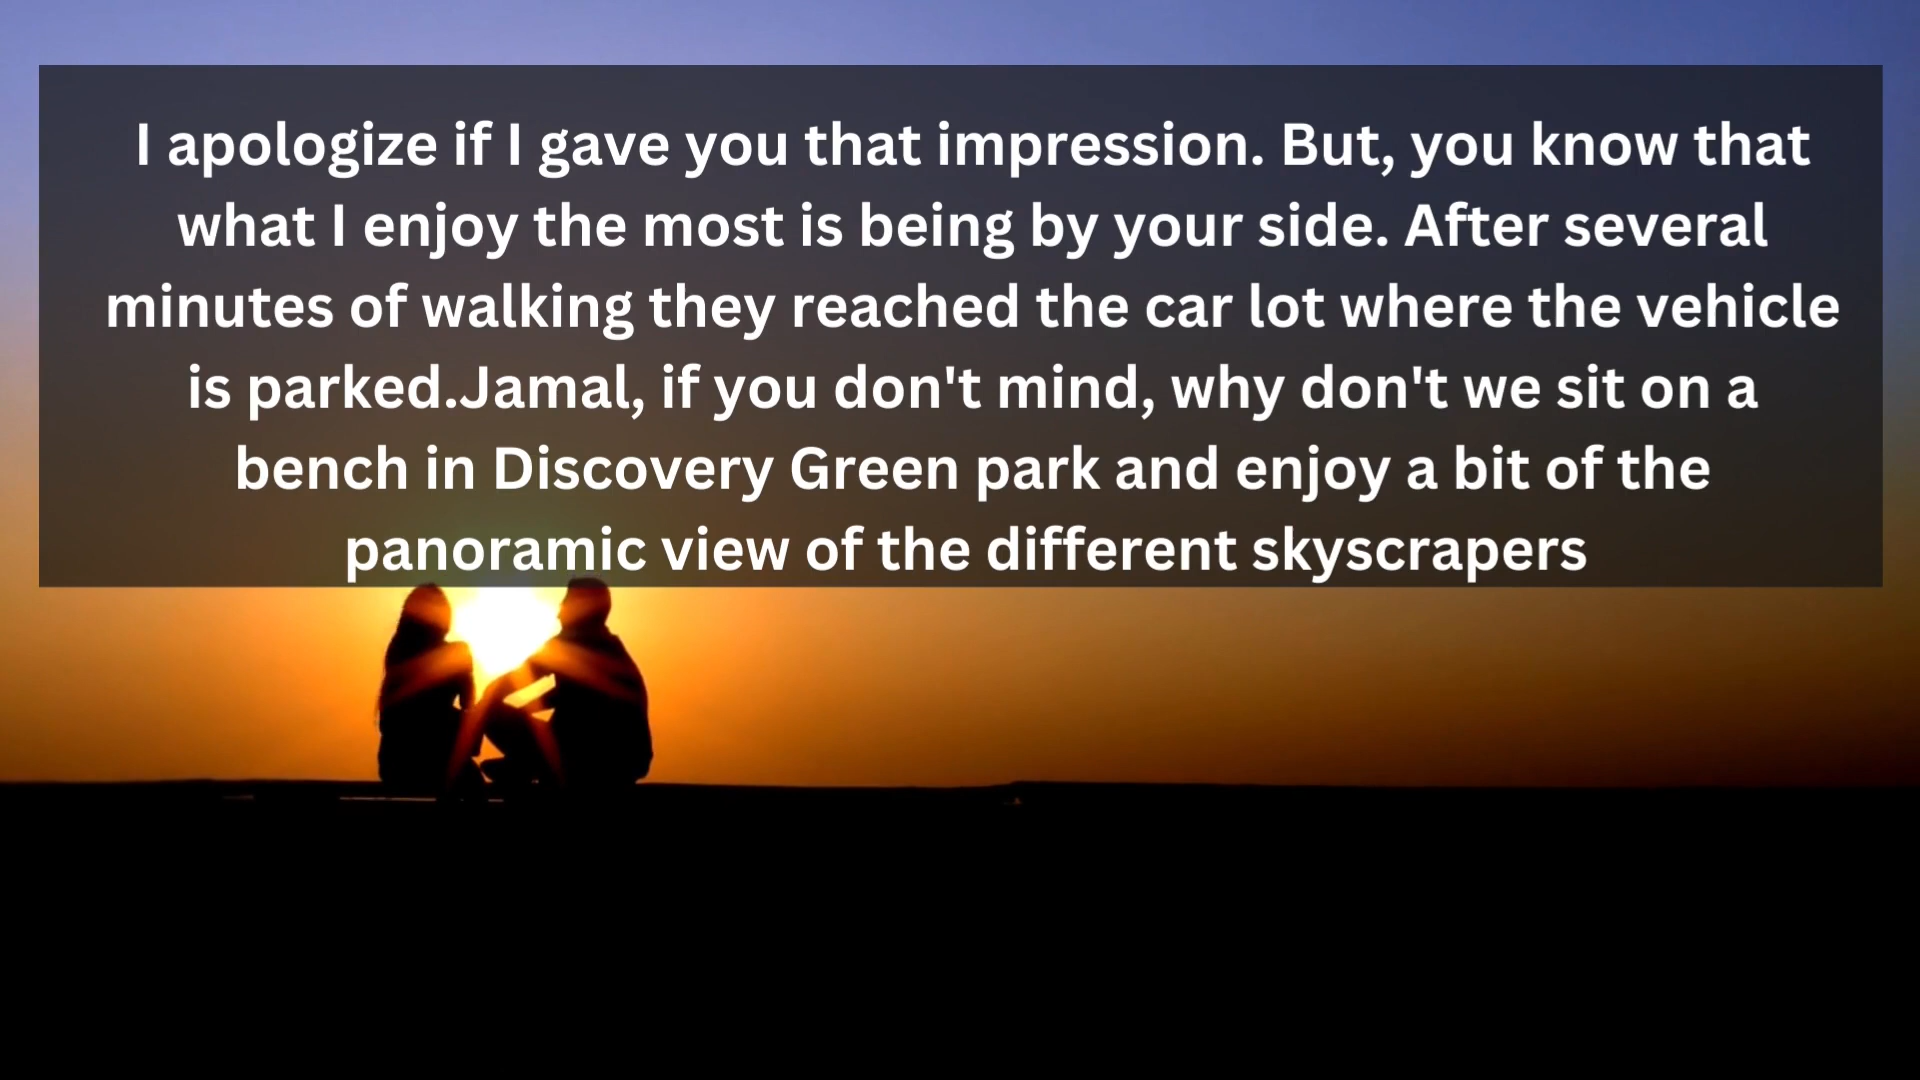 I apologize if I gave you that impression. But, you know that
what I enjoy the most is being by your side. After several
minutes of walking they reached the car lot where the vehicle
is parked.Jamal, if you don't mind, why don't we sit on a
bench in Discovery Green park and enjoy a bit of the
panoramic view of the different skyscrapers